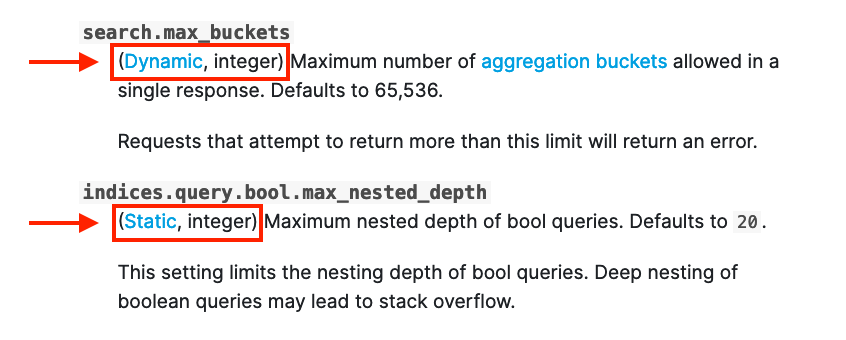 search.max_buckets
(Dynamic, integer) Maximum number of aggregation buckets allowed in a
single response. Defaults to 65,536.
Requests that attempt to return more than this limit will return an error.
indices.query.bool.max_nested_depth
(Static, integer) Maximum nested depth of bool queries. Defaults to 20.
This setting limits the nesting depth of bool queries. Deep nesting of
boolean queries may lead to stack overflow.